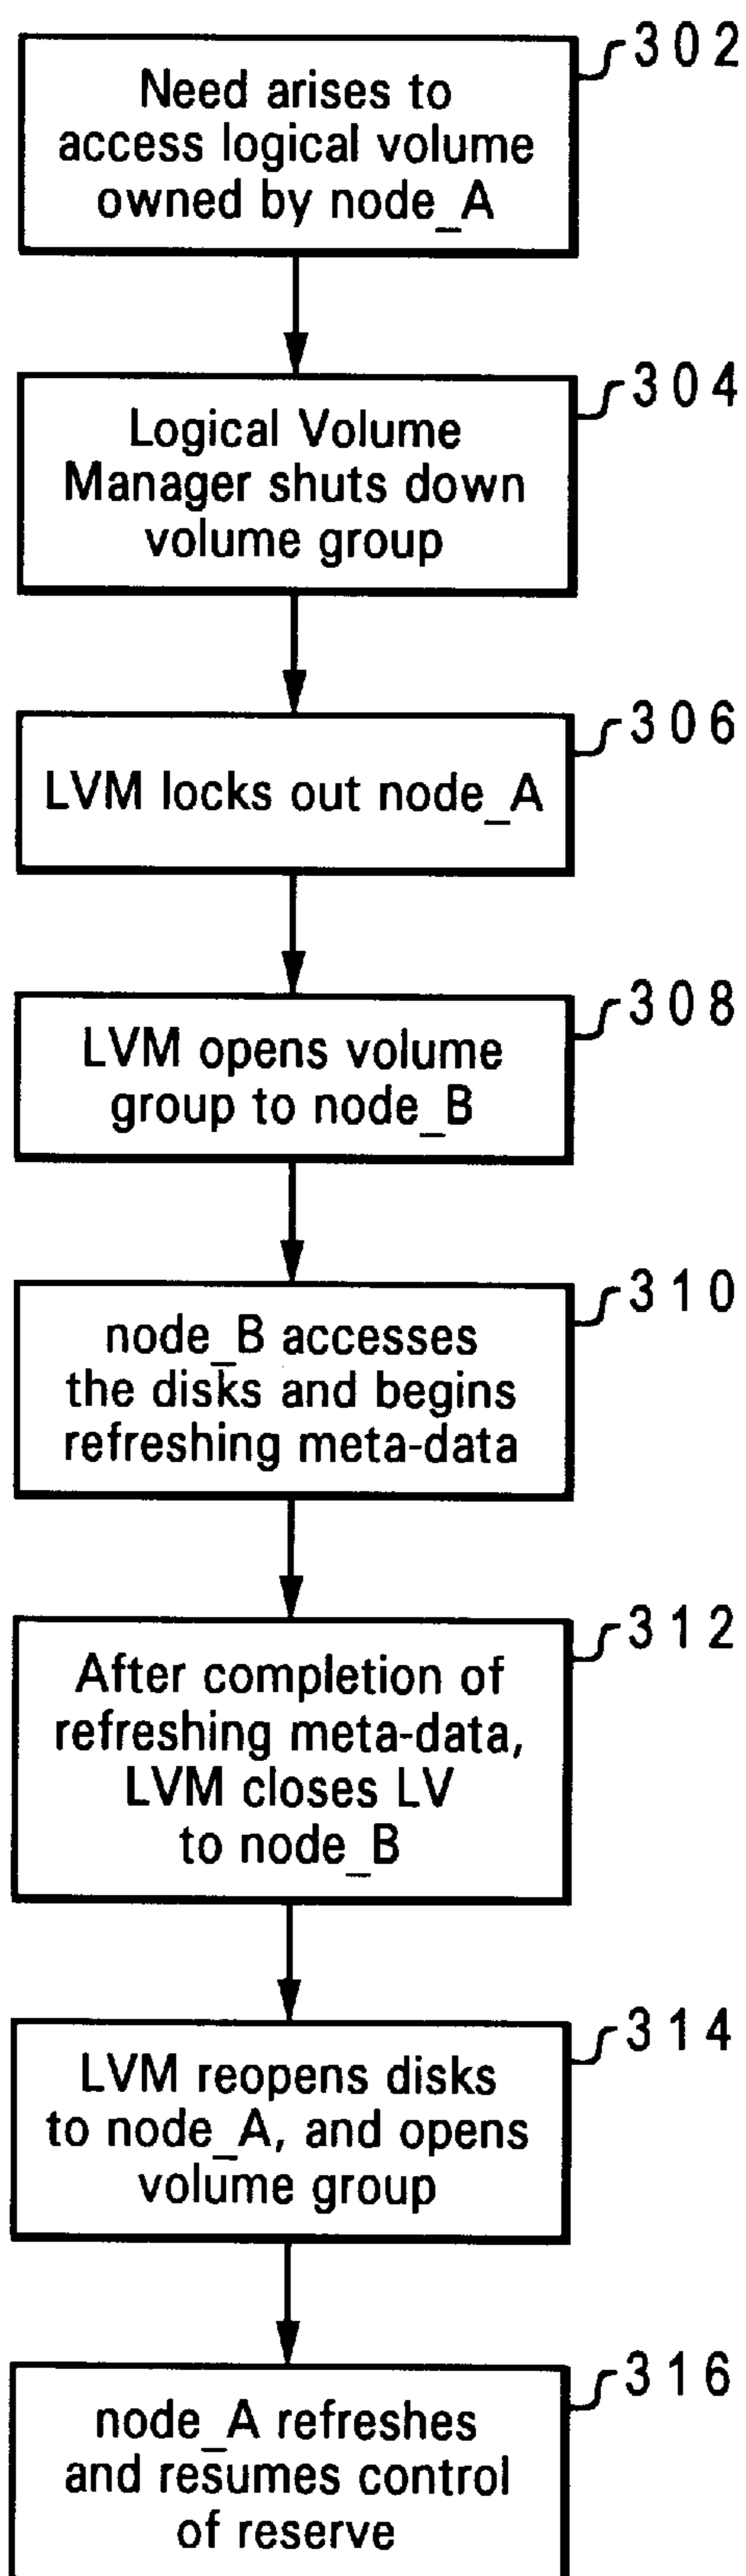 302
Need arises to
access logical volume
owned by node_A
304
Logical Volume
Manager shuts down
volume group
306
LVM locks out node_A
308
LVM opens volume
group to node_B
310
node_B accesses
the disks and begins
refreshing meta-data
312
After completion of
refreshing meta-data,
LVM closes LV
to node_B
314
LVM reopens disks
to node_A, and opens
volume group
316
node_A refreshes
and resumes control
of reserve